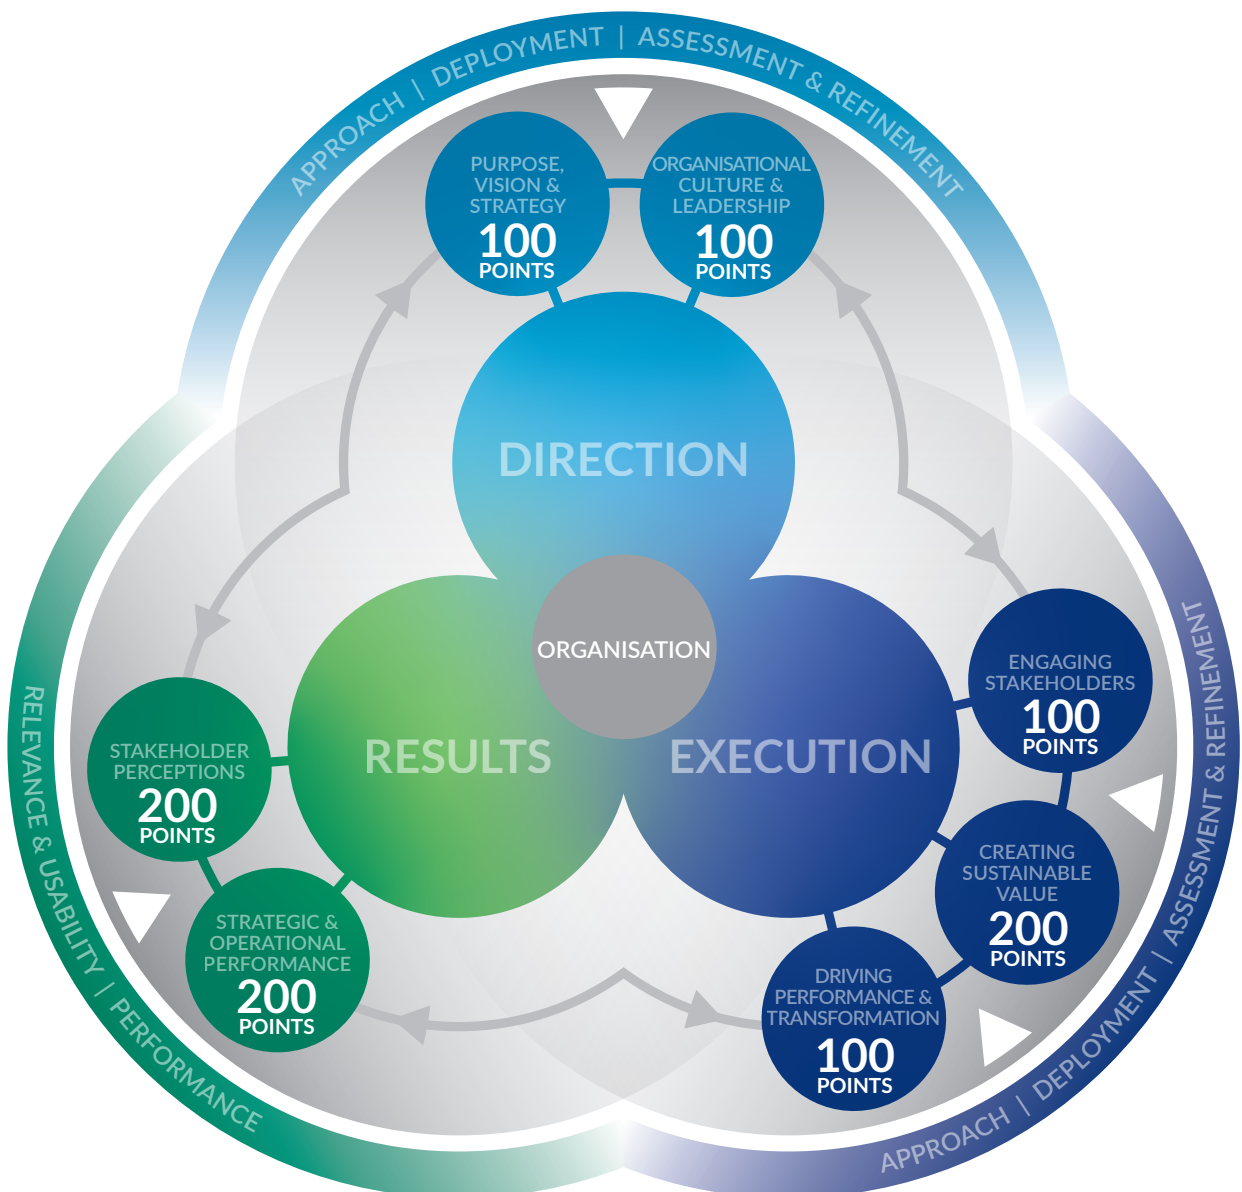 APPROACH | DEPLOYMENT | ASSESSMENT & REFINEMENT
PURPOSE,
VISION &
STRATEGY
100
POINTS
ORGANISATIONAL
CULTURE &
LEADERSHIP
100
POINTS
DIRECTION
ORGANISATION
RESULTS
EXECUTION
ENGAGING
STAKEHOLDERS
100
POINTS
CREATING
SUSTAINABLE
VALUE
200
POINTS
DRIVING
PERFORMANCE &
TRANSFORMATION
100
POINTS
APPROACH | DEPLOYMENT | ASSESSMENT & REFINEMENT
STAKEHOLDER
PERCEPTIONS
200
POINTS
STRATEGIC &
OPERATIONAL
PERFORMANCE
200
POINTS
RELEVANCE & USABILITY | PERFORMANCE